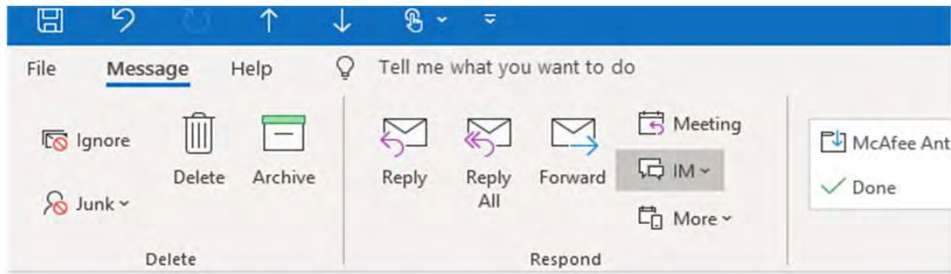 File Message Help Tell me what you want to do
Ignore
Junk
Delete
Archive
Delete
Reply
Reply
All
Forward
Meeting
IM
More
Respond
McAfee Ant
Done